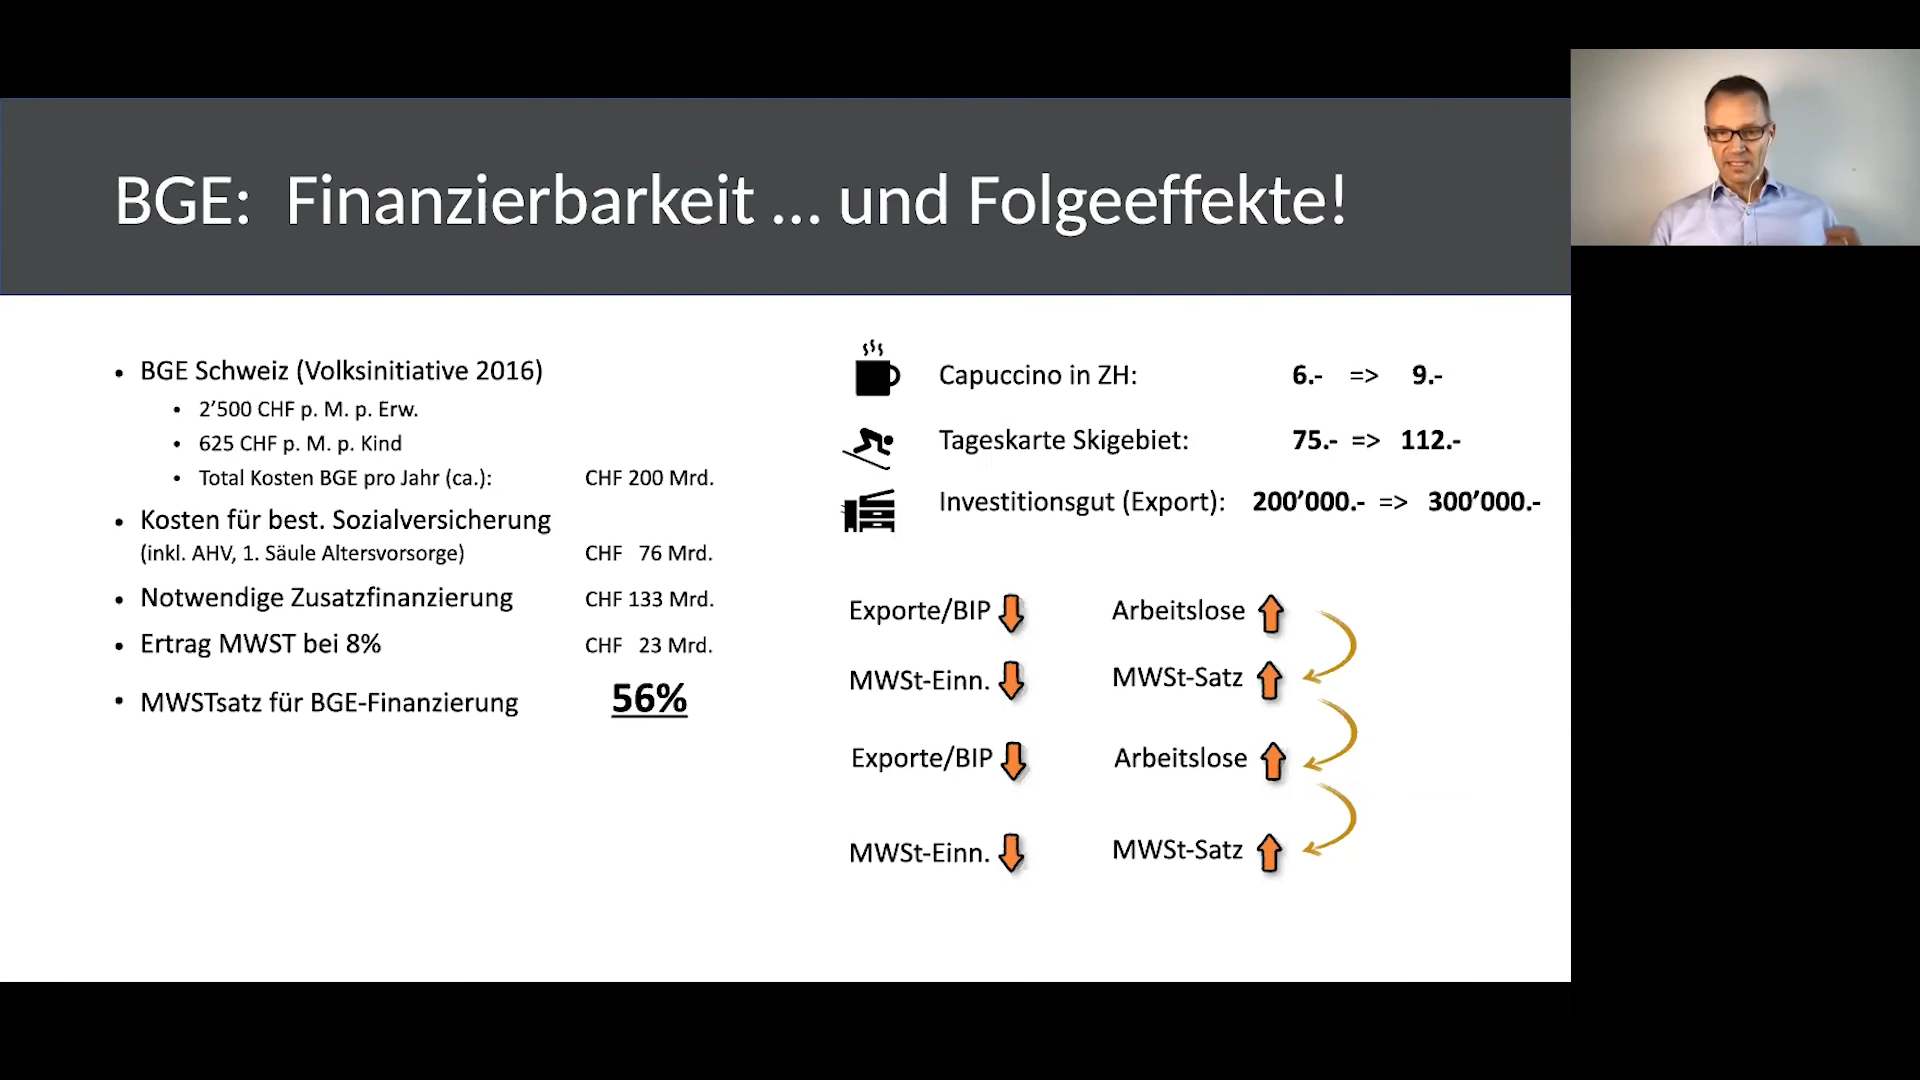 BGE:  Finanzierbarkeit ... und Folgeeffekte!
• BGE Schweiz (Volksinitiative 2016)
• 2’500 CHF p. M. p. Erw.
• 625 CHF p. M. p. Kind
• Total Kosten BGE pro Jahr (ca.): CHF 200 Mrd.
• Kosten für best. Sozialversicherung
(inkl. AHV, 1. Säule Altersvorsorge) CHF 76 Mrd.
• Notwendige Zusatzfinanzierung CHF 133 Mrd.
• Ertrag MWST bei 8% CHF 23 Mrd.
• MWSTsatz für BGE-Finanzierung 56%
Capuccino in ZH: 6.- => 9.-
Tageskarte Skigebiet: 75.- => 112.-
Investitionsgut (Export): 200’000.- => 300’000.-
Exporte/BIP Arbeitslose
MWSt-Einn. MWSt-Satz
Exporte/BIP Arbeitslose
MWSt-Einn. MWSt-Satz